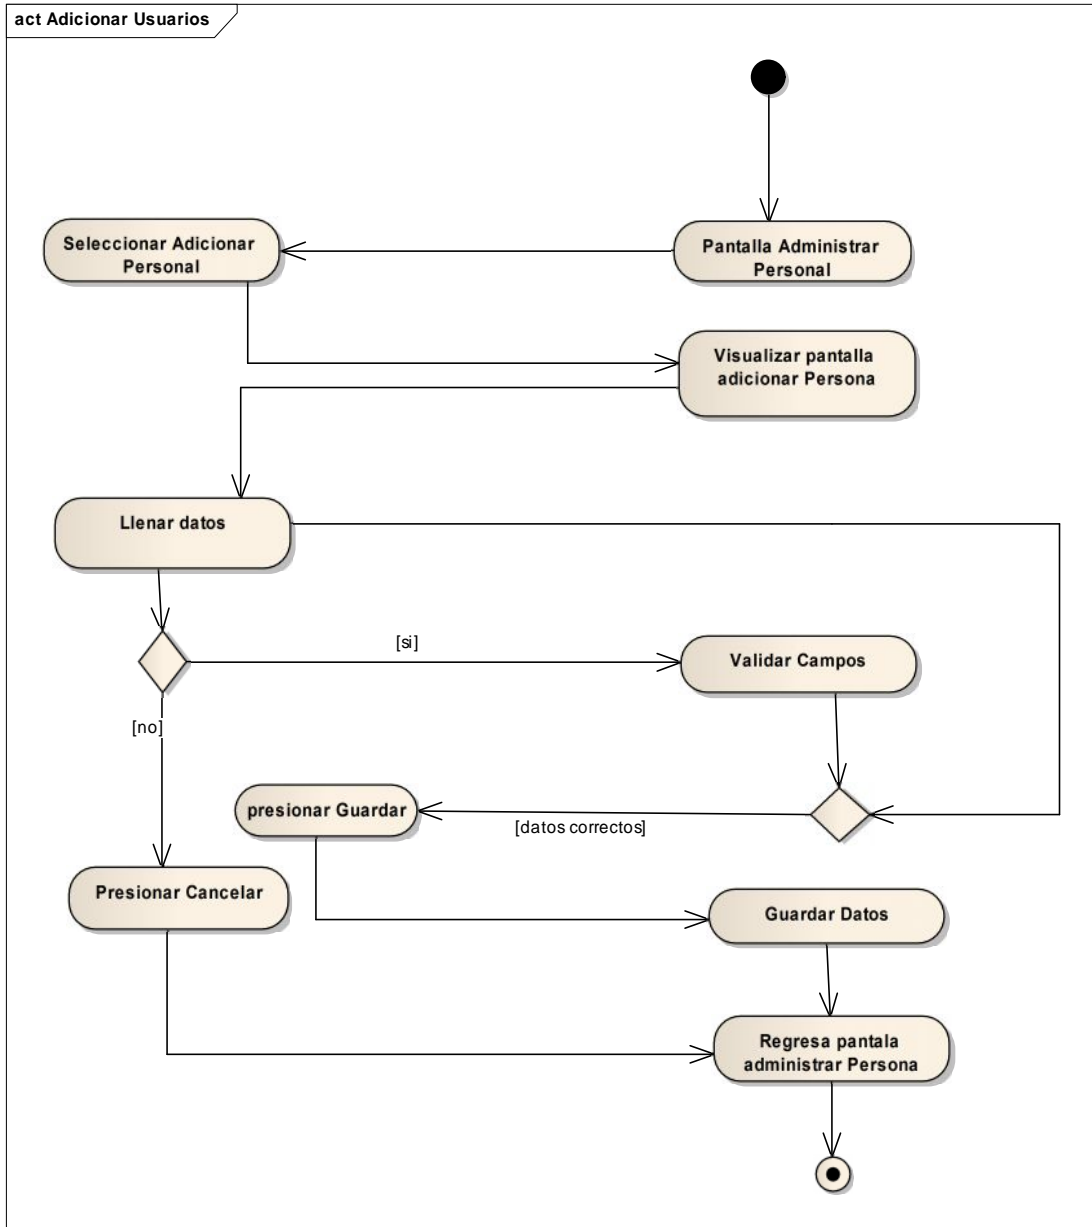 act Adicionar Usuarios
Seleccionar Adicionar
Personal
Pantalla Administrar
Personal
Visualizar pantalla
adicionar Persona
Llenar datos
[si]
Validar Campos
[no]
presionar Guardar
[datos correctos]
Presionar Cancelar
Guardar Datos
Regresa pantala
administrar Persona